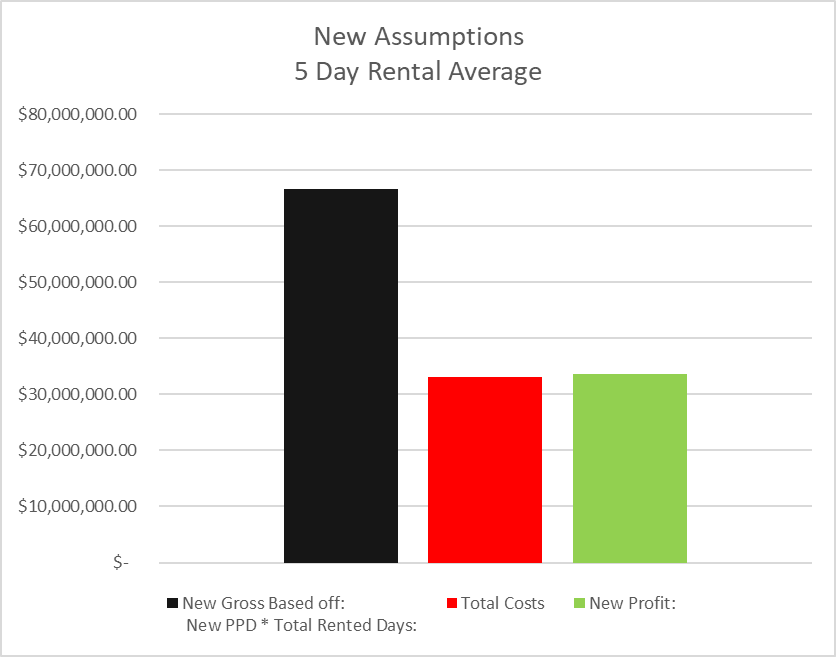 New Assumptions
5 Day Rental Average
$80,000,000.00
$70,000,000.00
$60,000,000.00
$50,000,000.00
$40,000,000.00
$30,000,000.00
$20,000,000.00
$10,000,000.00
$-
New Gross Based off:
New PPD * Total Rented Days:
Total Costs
New Profit: